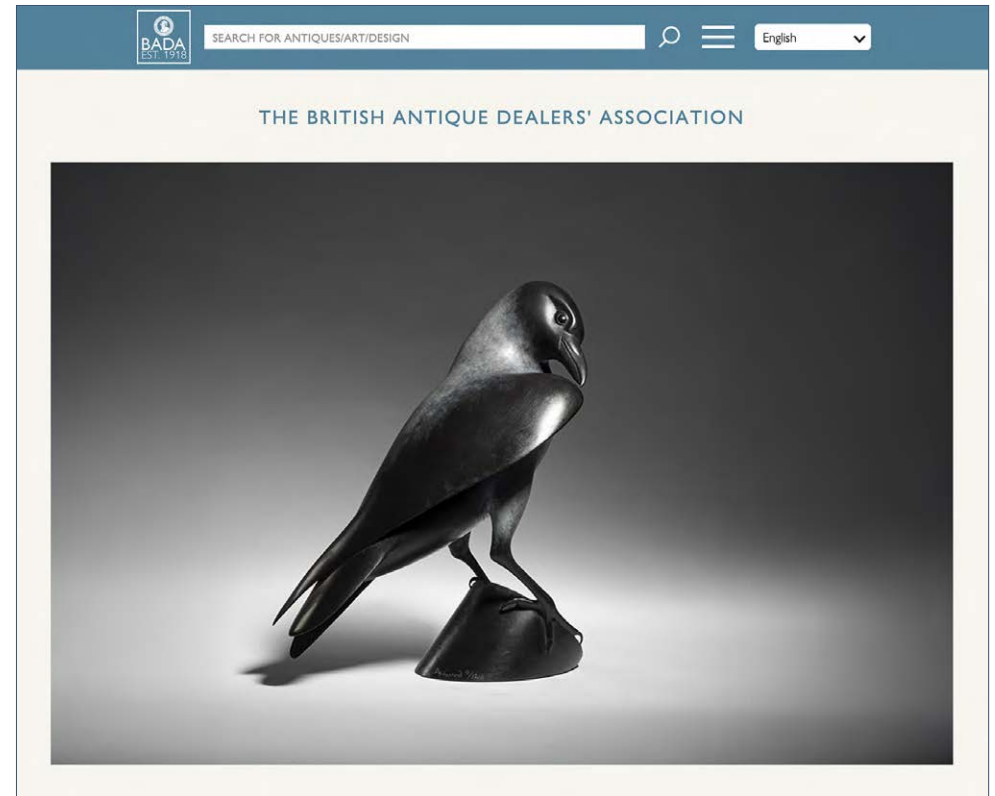 BADA
EST. 1918
SEARCH FOR ANTIQUES/ART/DESIGN
English
THE BRITISH ANTIQUE DEALERS' ASSOCIATION